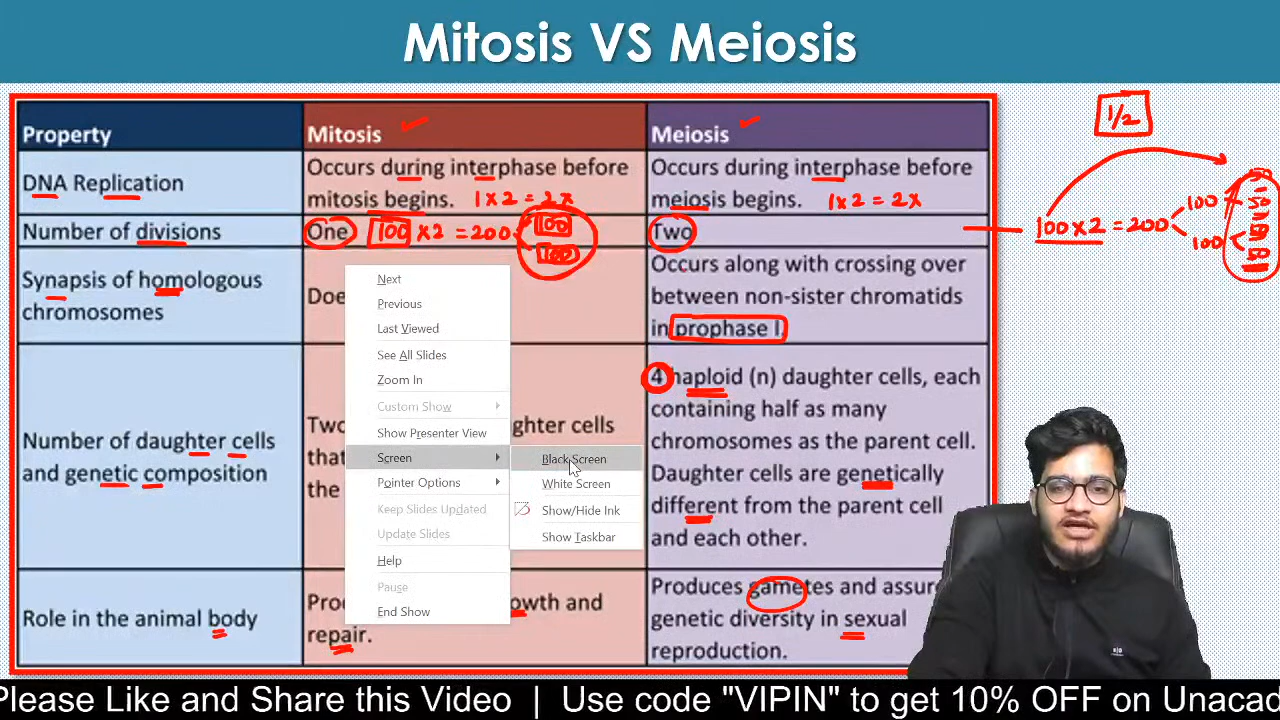 Mitosis VS Meiosis
Property
Mitosis
Meiosis
DNA Replication
Occurs during interphase before
mitosis begins. 1x2 = 2x
Occurs during interphase before
meiosis begins. 1x2 = 2x
Number of divisions
One 100 x2 = 200
100
100
Two
1/2
100x2 = 200
100
100
Synapsis of homologous
chromosomes
Doe
Occurs along with crossing over
between non-sister chromatids
in prophase I.
Number of daughter cells
and genetic composition
Two
ghter cells
that
the
4 haploid (n) daughter cells, each
containing half as many
chromosomes as the parent cell.
Daughter cells are genetically
different from the parent cell
and each other.
Role in the animal body
Pro
owth and
repair.
Produces gametes and assure
genetic diversity in sexual
reproduction.
Next
Previous
Last Viewed
See All Slides
Zoom In
Custom Show
Show Presenter View
Screen
Pointer Options
Keep Slides Updated
Update Slides
Help
Pause
End Show
Black Screen
White Screen
Show/Hide Ink
Show Taskbar
Please Like and Share this Video | Use code "VIPIN" to get 10% OFF on Unacad